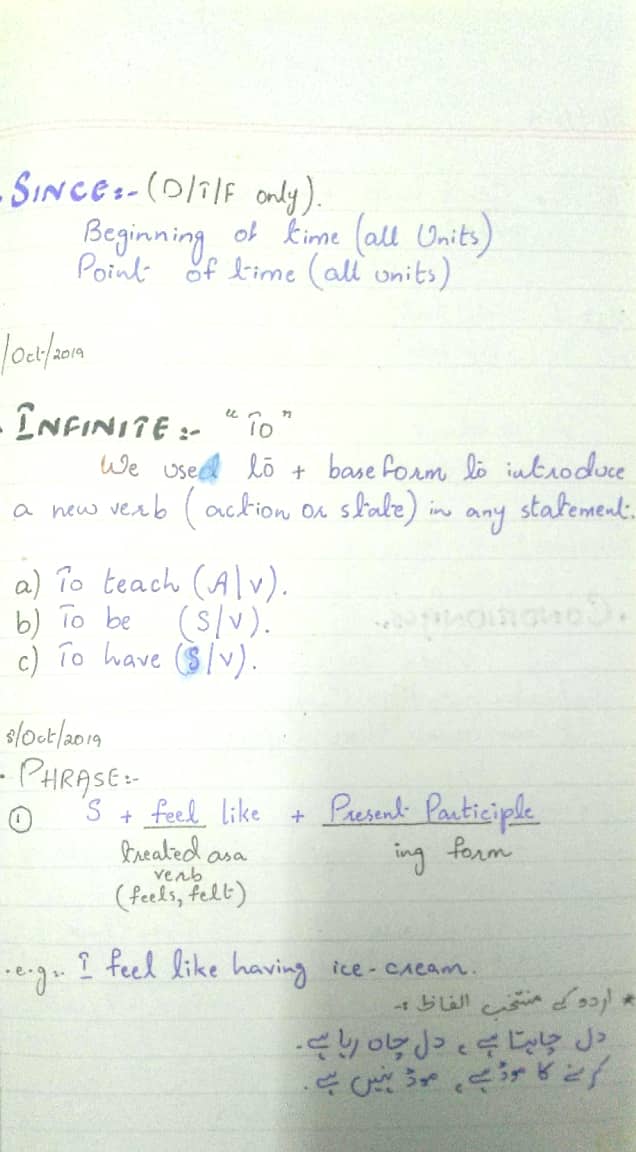 SINCE:- (D/T/F only).
Beginning of time (all Units)
Point of time (all units)
/Oct/2019
INFINITE :- "To"
We used to + base form to introduce
a new verb (action or state) in any statement.
a) To teach (A/v).
b) To be (S/v).
c) To have (S/v).
8/Oct/2019
PHRASE:-
① S + feel like + Present Participle
treated as a ing form
verb
(feels, felt)
e.g:- I feel like having ice-cream.
* اردو کے منتخب الفاظ :-
دل چاہتا ہے، دل چاہ رہا ہے۔
کرنے کا موڈ ہے، موڈ نہیں ہے۔